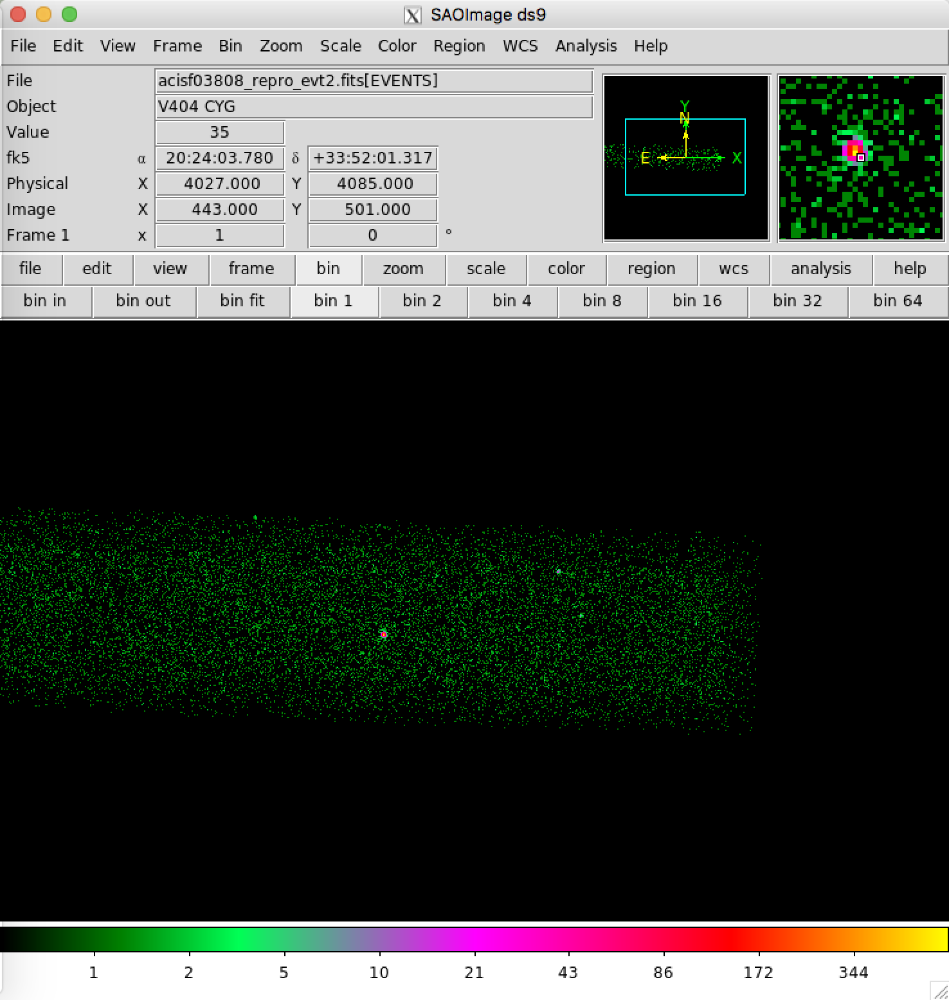 SAOImage ds9
File Edit View Frame Bin Zoom Scale Color Region WCS Analysis Help
File acisf03808_repro_evt2.fits[EVENTS]
Object V404 CYG
Value 35
fk5 α 20:24:03.780 δ +33:52:01.317
Physical X 4027.000 Y 4085.000
Image X 443.000 Y 501.000
Frame 1 x 1 0 °
Y
N
E X
file edit view frame bin zoom scale color region wcs analysis help
bin in bin out bin fit bin 1 bin 2 bin 4 bin 8 bin 16 bin 32 bin 64
1 2 5 10 21 43 86 172 344